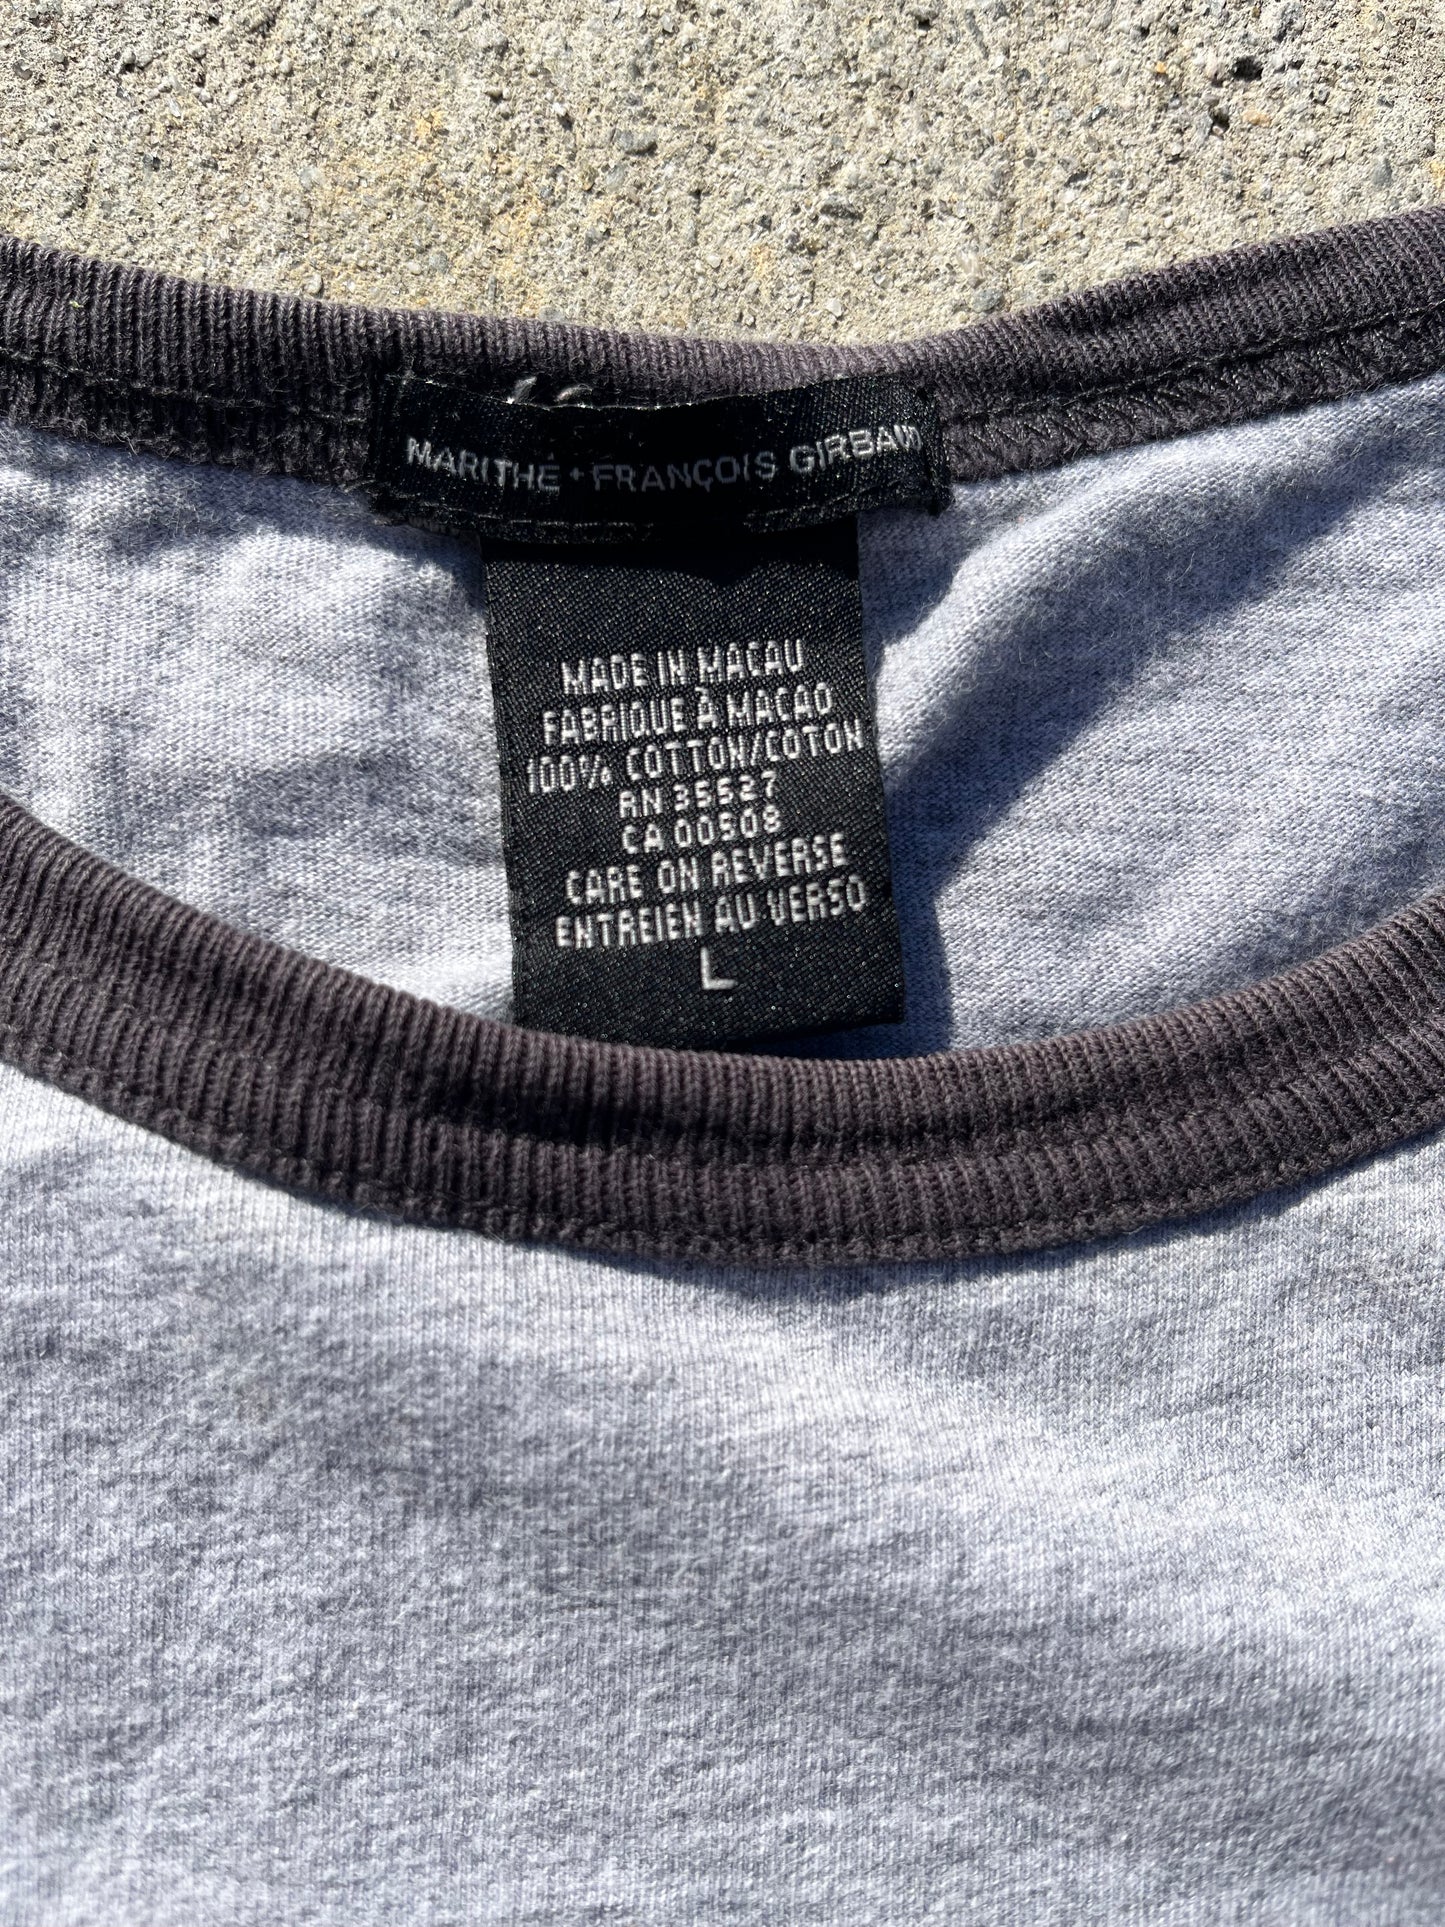 MARITHÉ + FRANÇOIS GIRBAUD
MADE IN MACAU
FABRIQUE À MACAO
100% COTTON/COTON
RN 35527
CA 00508
CARE ON REVERSE
ENTREIEN AU VERSO
L